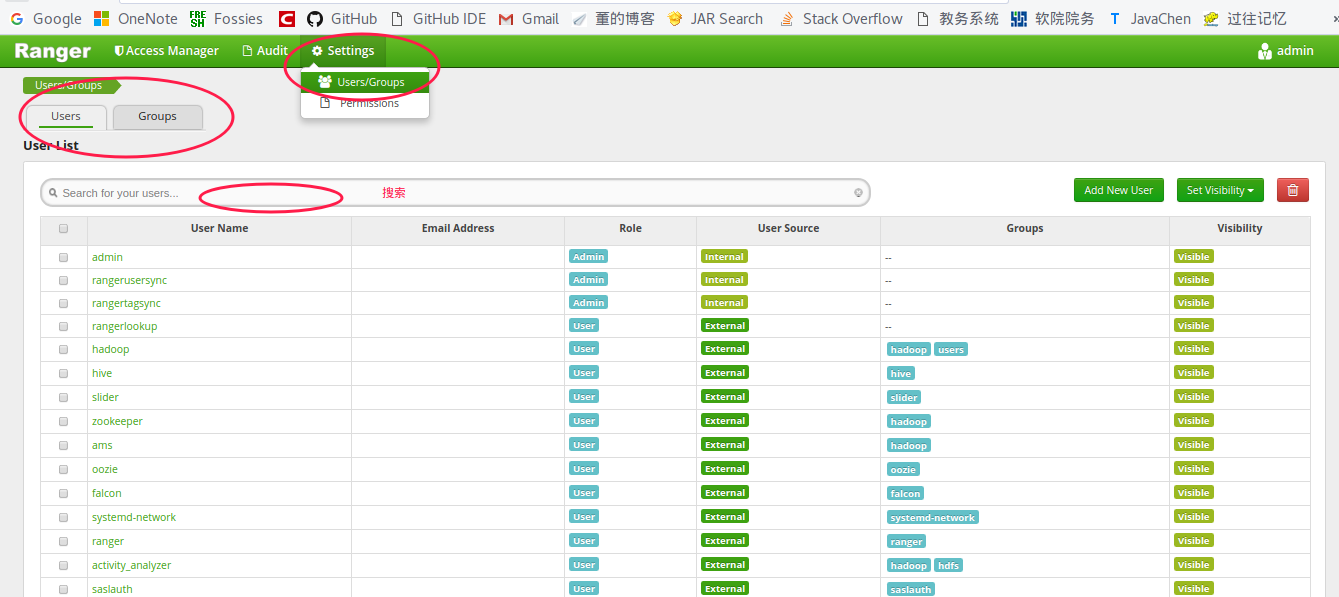 Google OneNote FRE SH Fossies C GitHub GitHub IDE Gmail 董的博客 JAR Search Stack Overflow 教务系统 软院院务 T JavaChen 过往记忆 »
Ranger Access Manager Audit Settings admin
Users/Groups Users/Groups
Permissions
Users Groups
User List
Search for your users... 搜索 Add New User Set Visibility
User Name Email Address Role User Source Groups Visibility
admin Admin Internal -- Visible
rangerusersync Admin Internal -- Visible
rangertagsync Admin Internal -- Visible
rangerlookup User External -- Visible
hadoop User External hadoop users Visible
hive User External hive Visible
slider User External slider Visible
zookeeper User External hadoop Visible
ams User External hadoop Visible
oozie User External oozie Visible
falcon User External falcon Visible
systemd-network User External systemd-network Visible
ranger User External ranger Visible
activity_analyzer User External hadoop hdfs Visible
saslauth User External saslauth Visible